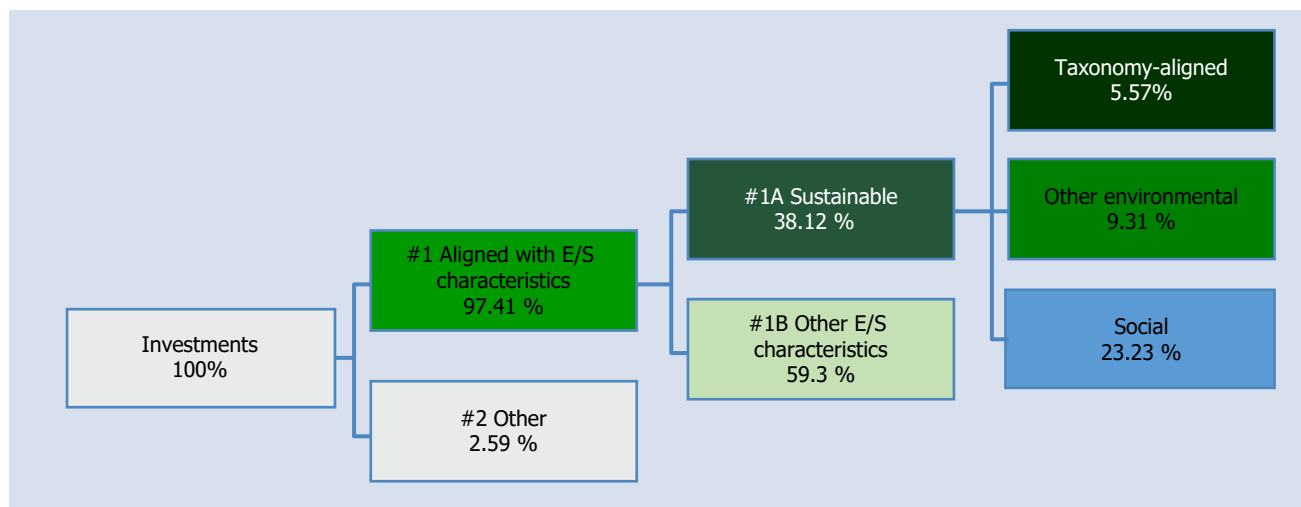 Investments
100%
#1 Aligned with E/S
characteristics
97.41 %
#2 Other
2.59 %
#1A Sustainable
38.12 %
#1B Other E/S
characteristics
59.3 %
Taxonomy-aligned
5.57%
Other environmental
9.31 %
Social
23.23 %